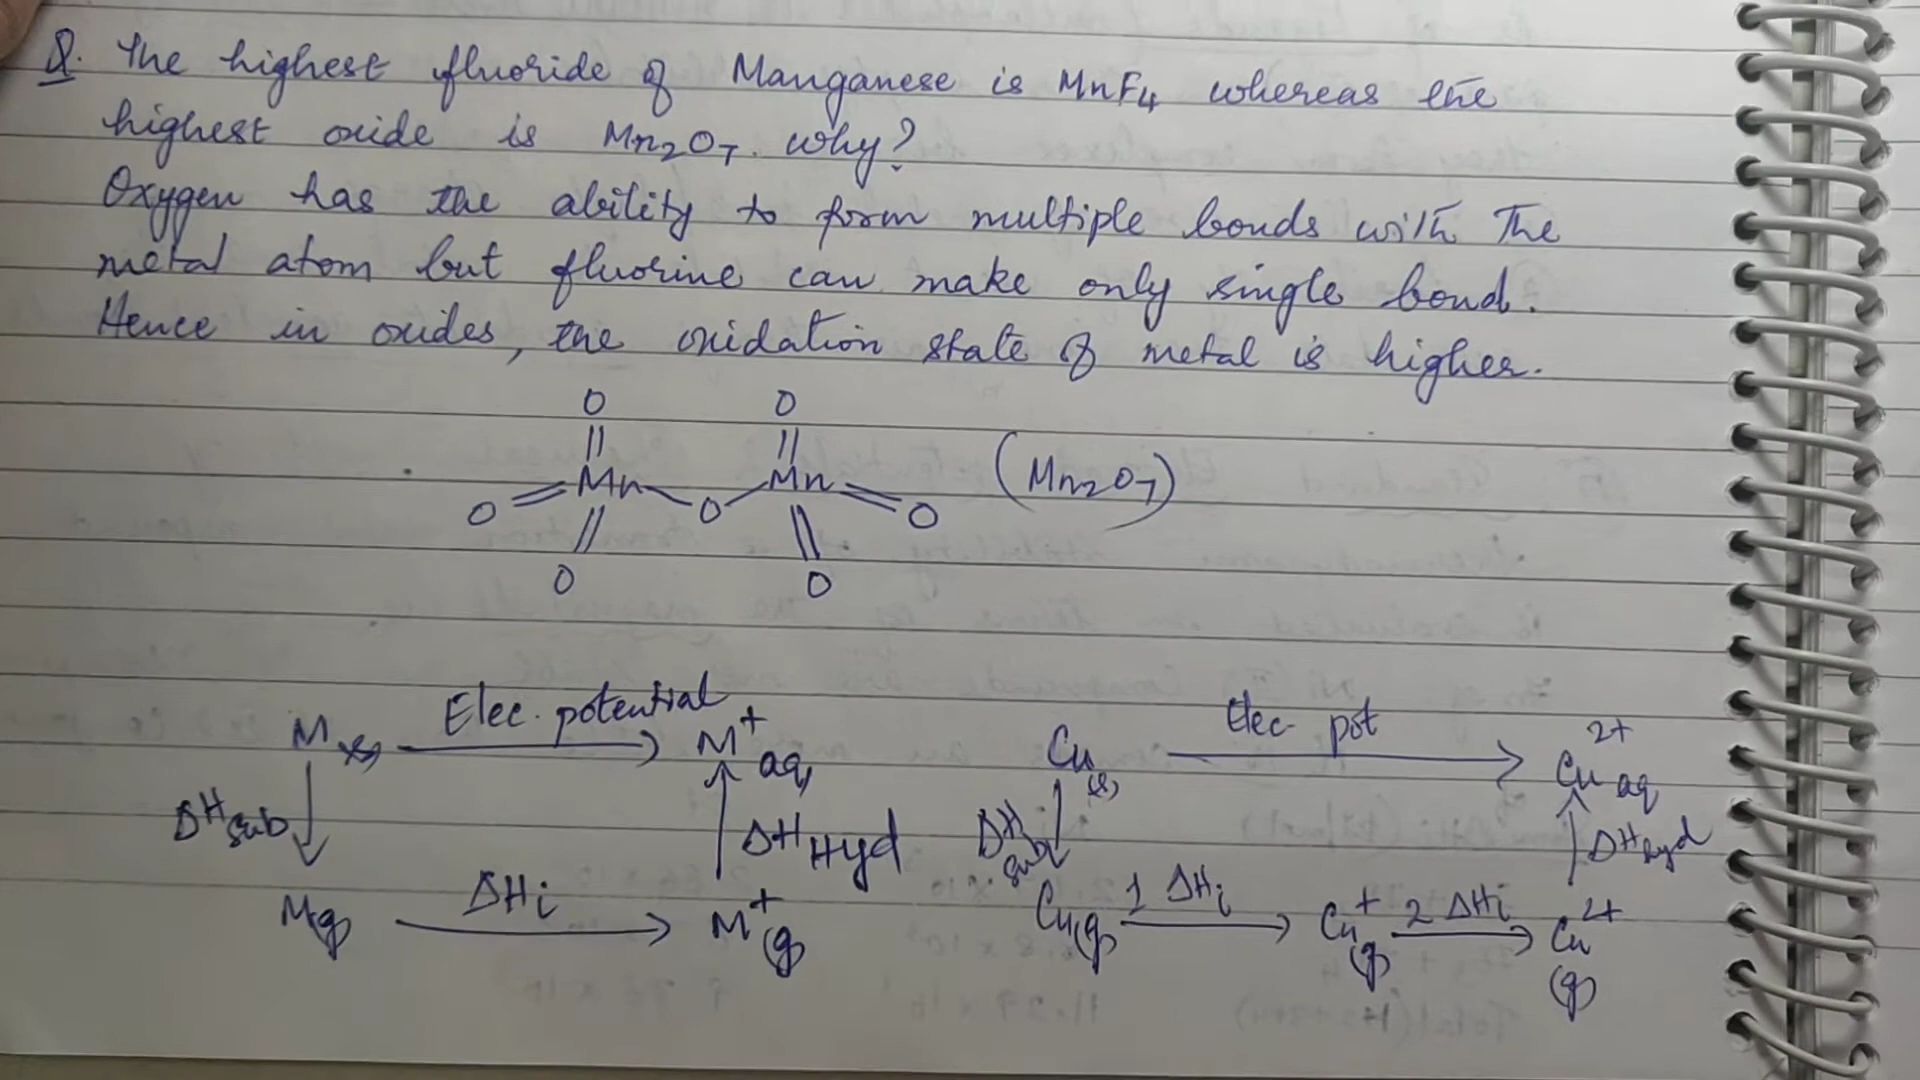 Q. The highest fluoride of Manganese is MnF4 whereas the
highest oxide is Mn2O7. Why?
Oxygen has the ability to form multiple bonds with the
metal atom but fluorine can make only single bond.
Hence in oxides, the oxidation state of metal is higher.
O O
Mn Mn (Mn2O7)
O O O
O O
Elec. potential Elec pot
M(s) M+ aq Cu(s) Cu2+ aq
ΔHsub ΔHHyd ΔHsub ΔHhyd
ΔHi 1 ΔHi 2 ΔHi
M(g) M+(g) Cu(g) Cu+(g) Cu2+(g)